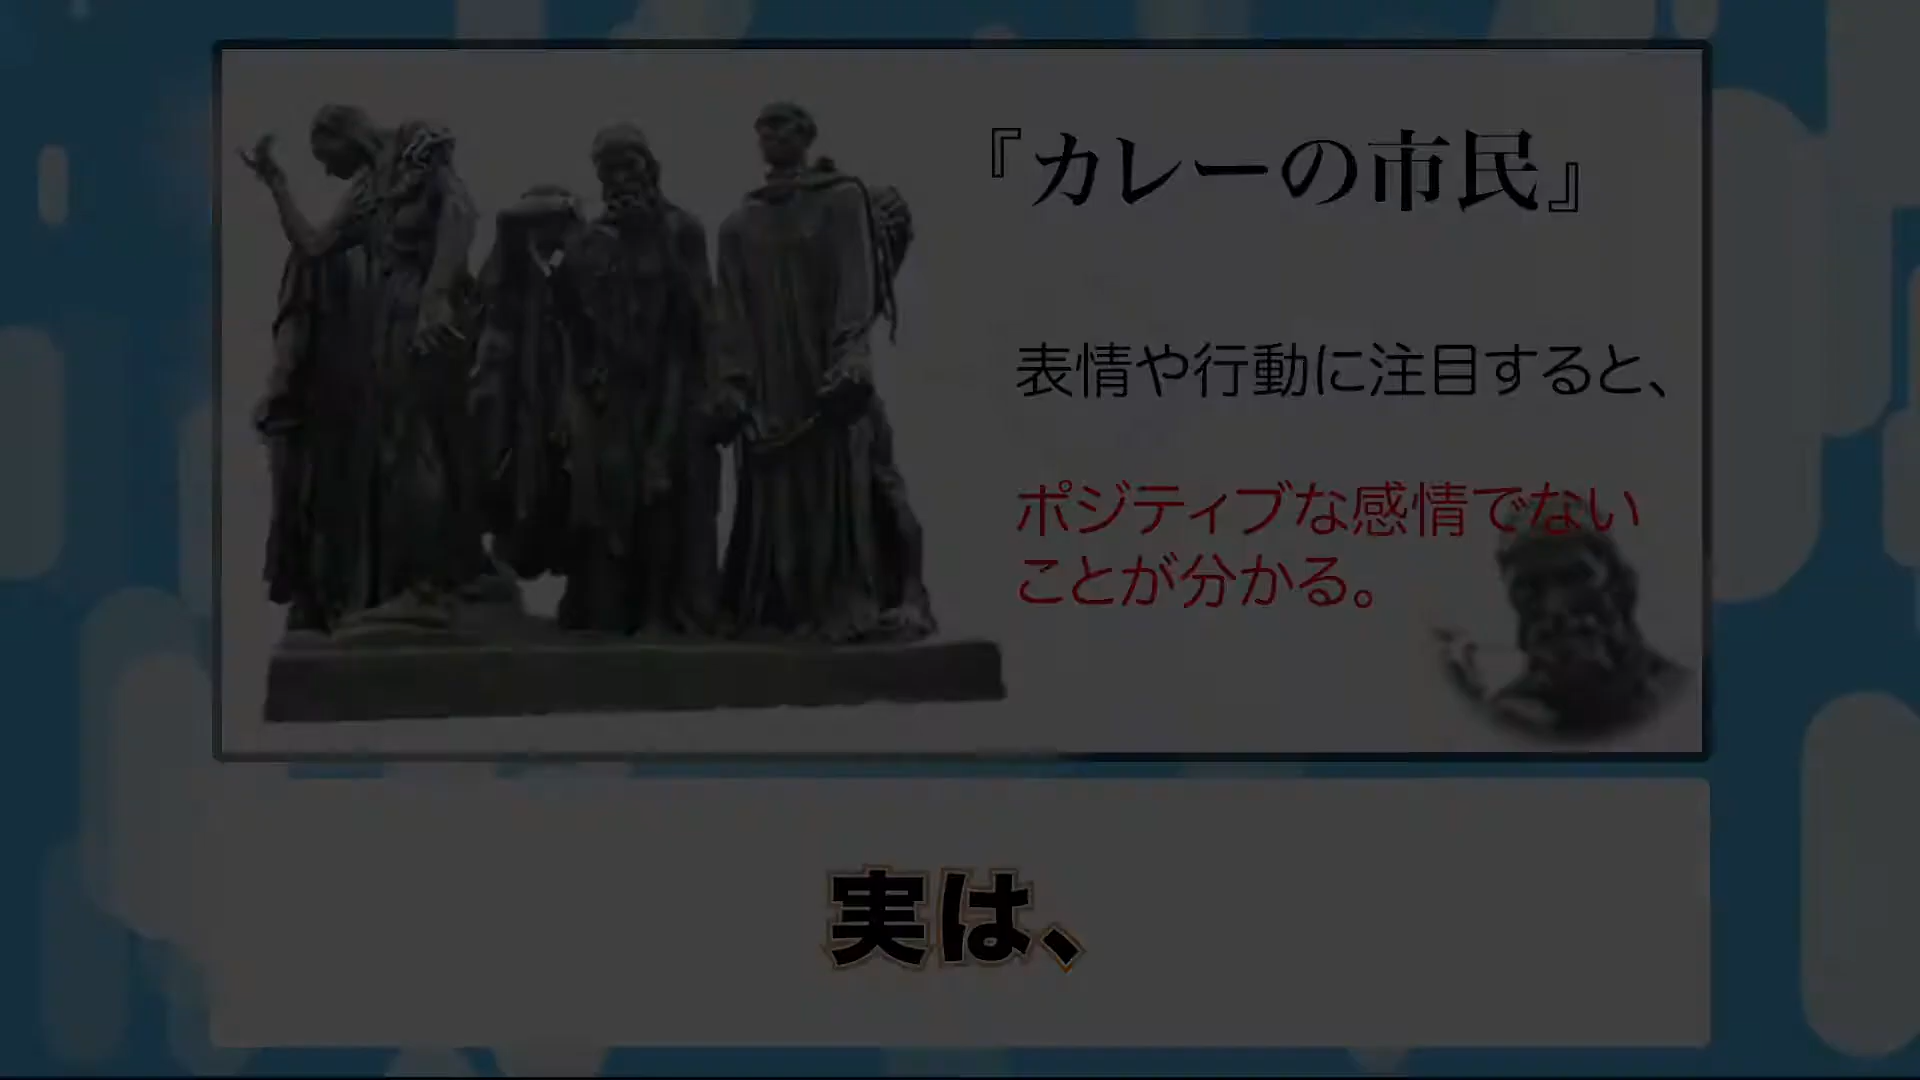 『カレーの市民』
表情や行動に注目すると、
ポジティブな感情でない
ことが分かる。
実は、